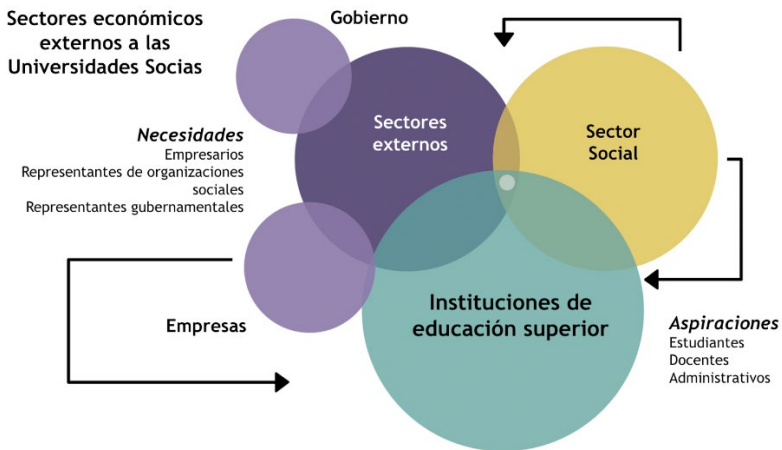 Sectores económicos
externos a las
Universidades Socias
Gobierno
Necesidades
Empresarios
Representantes de organizaciones
sociales
Representantes gubernamentales
Sectores
externos
Sector
Social
Empresas
Instituciones de
educación superior
Aspiraciones
Estudiantes
Docentes
Administrativos